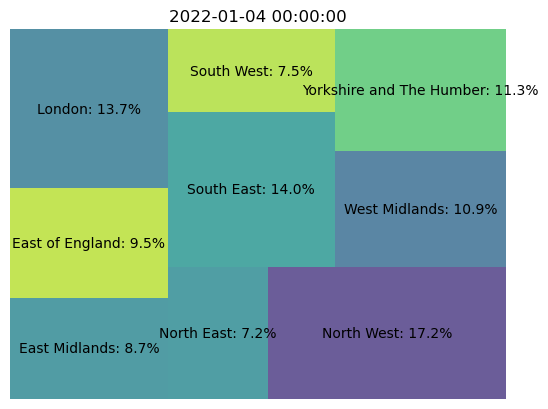 2022-01-04 00:00:00
South West: 7.5%
Yorkshire and The Humber: 11.3%
London: 13.7%
South East: 14.0%
West Midlands: 10.9%
East of England: 9.5%
North East: 7.2%
North West: 17.2%
East Midlands: 8.7%